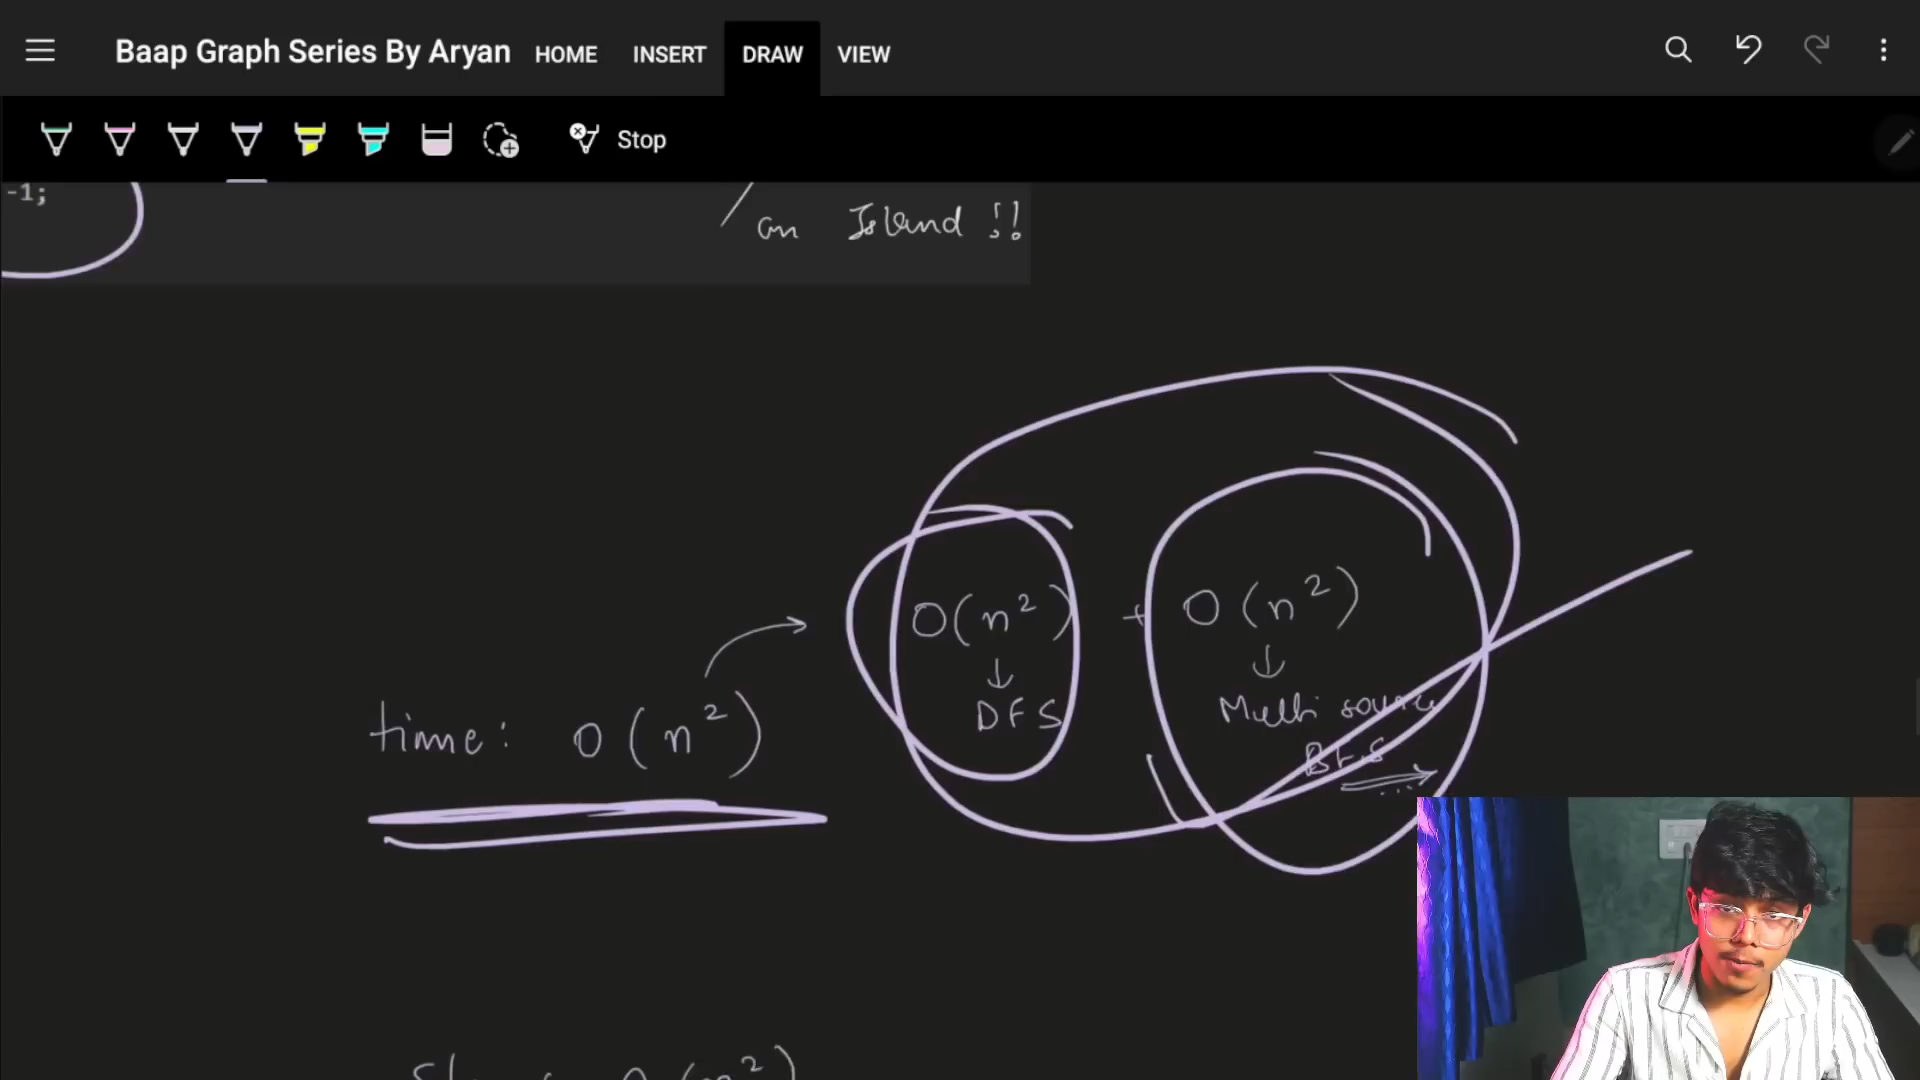 Baap Graph Series By Aryan HOME INSERT DRAW VIEW
Stop
-1;
an Island !!
O(n²) + O(n²)
↓ ↓
DFS Multi source
BFS
time: O(n²)
O(n²)